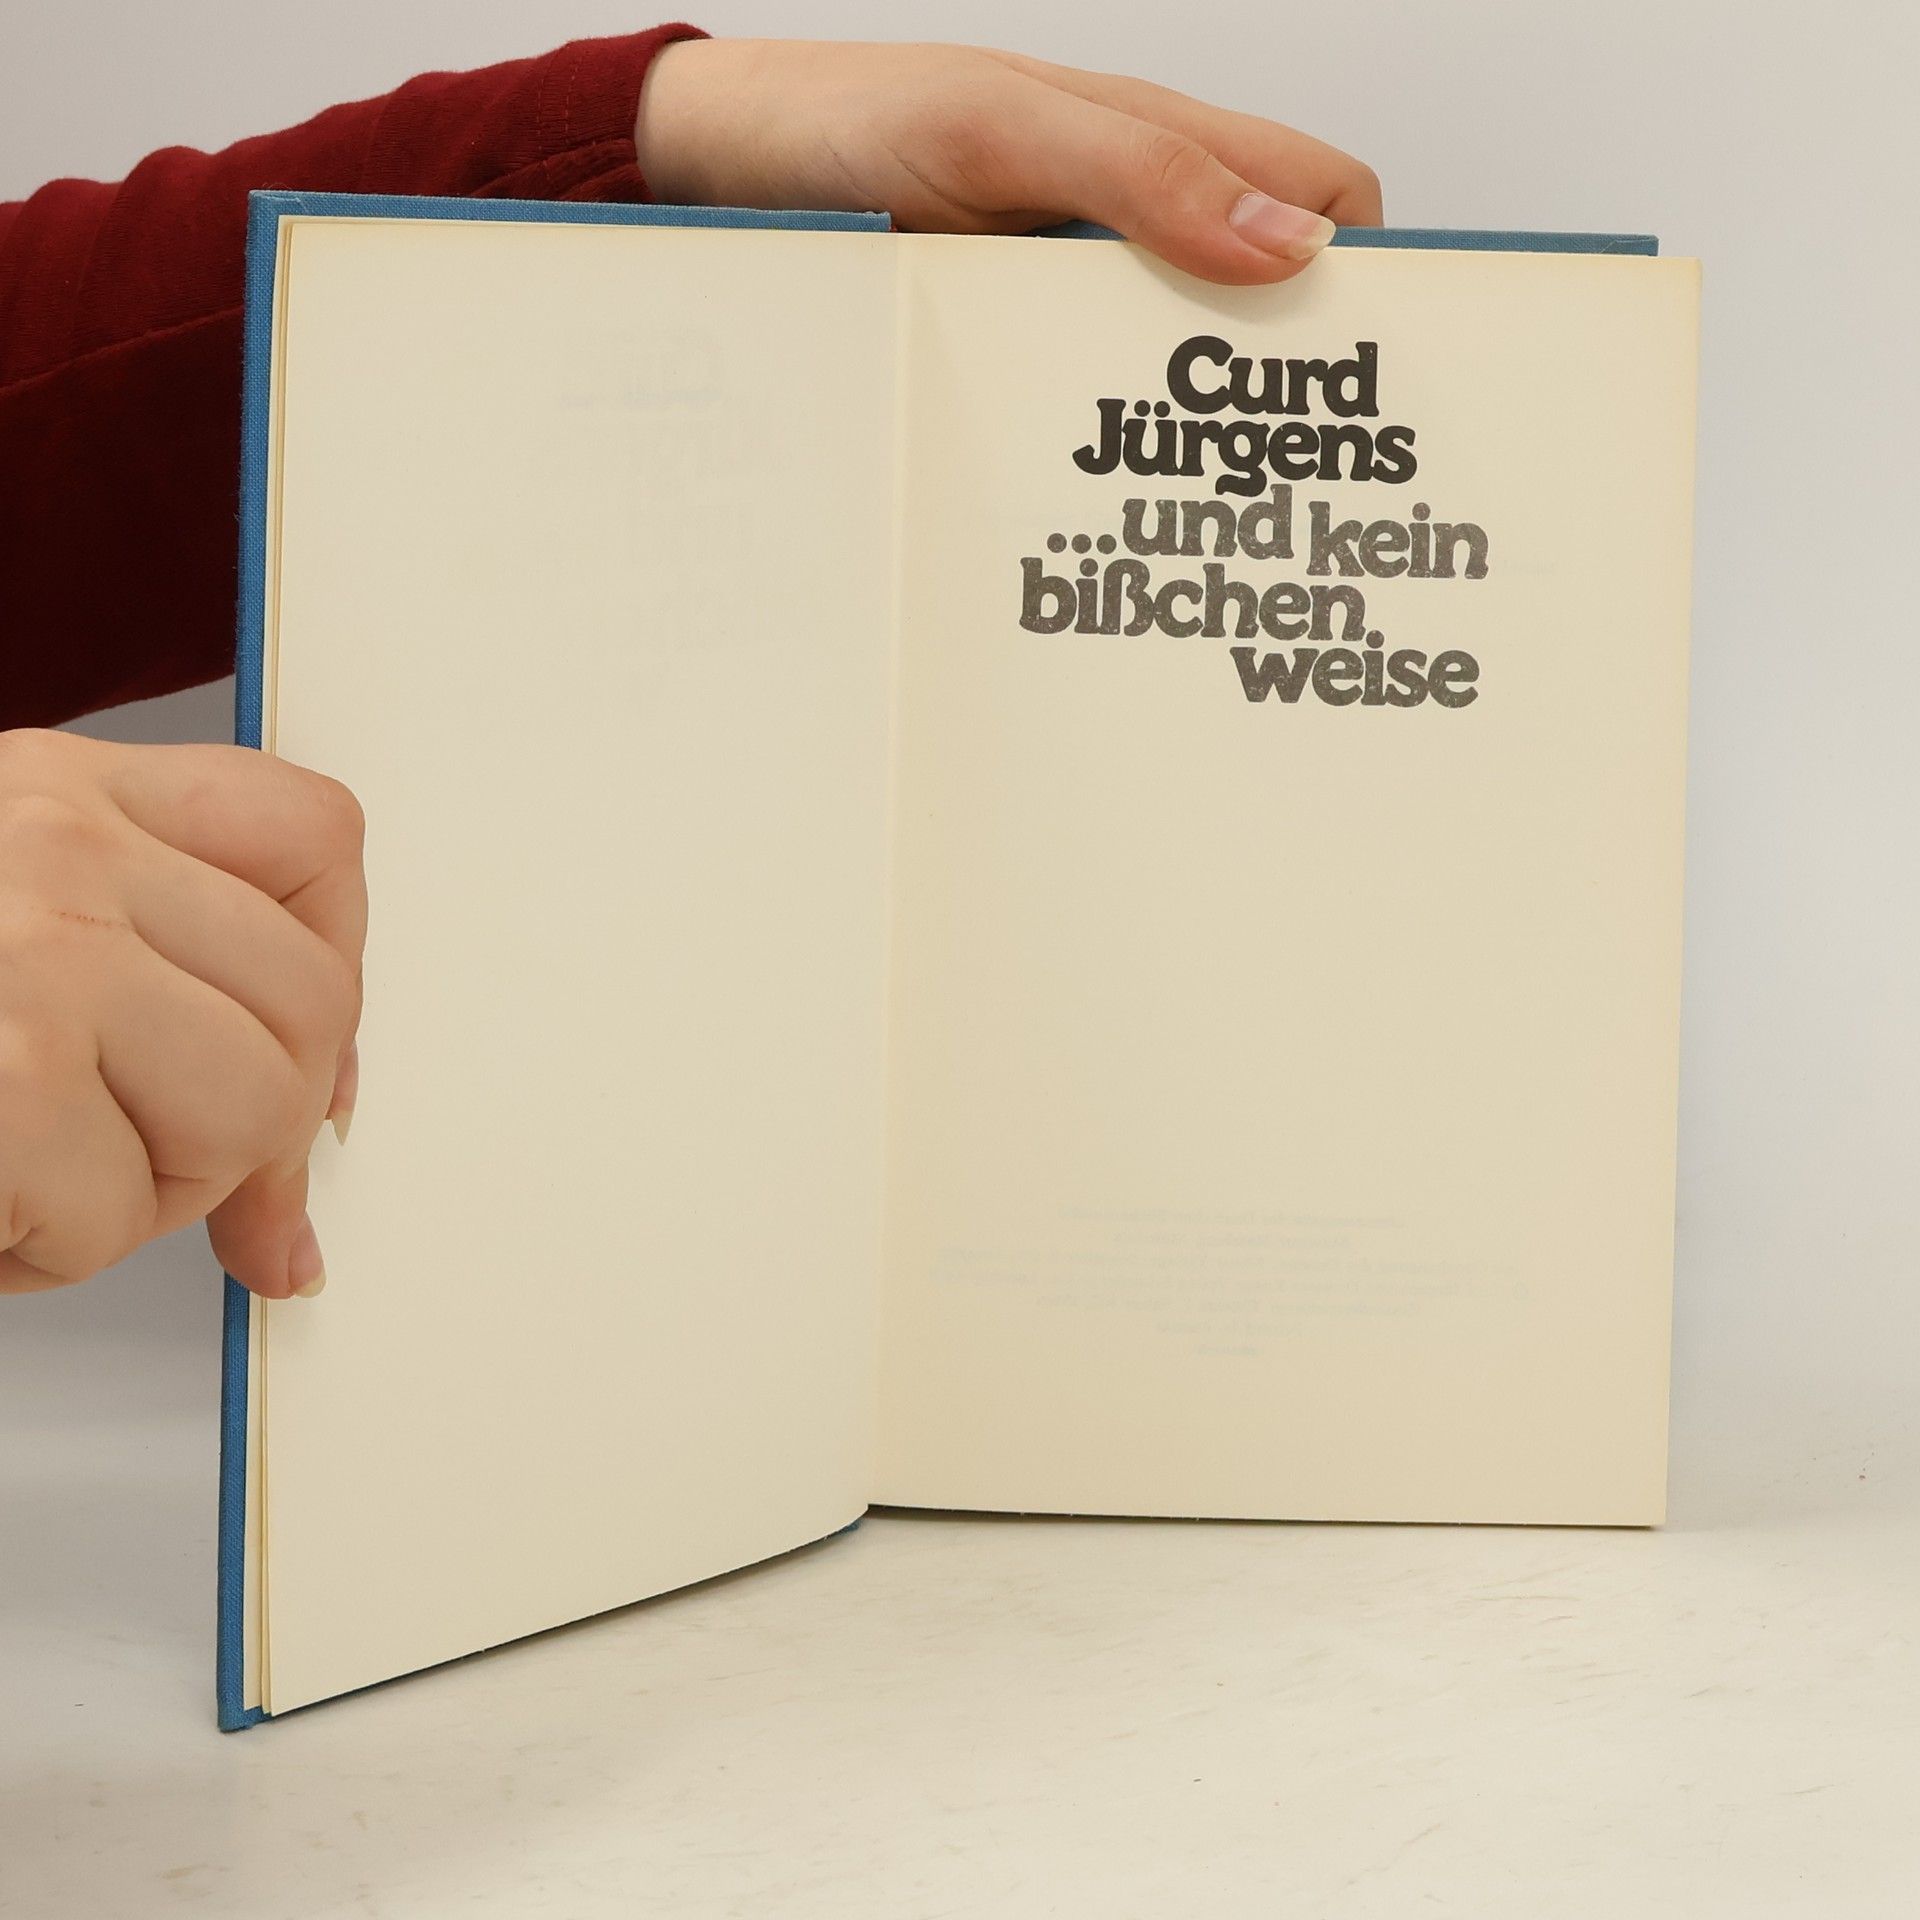 Curd
Jürgens
...und kein
bißchen
weise